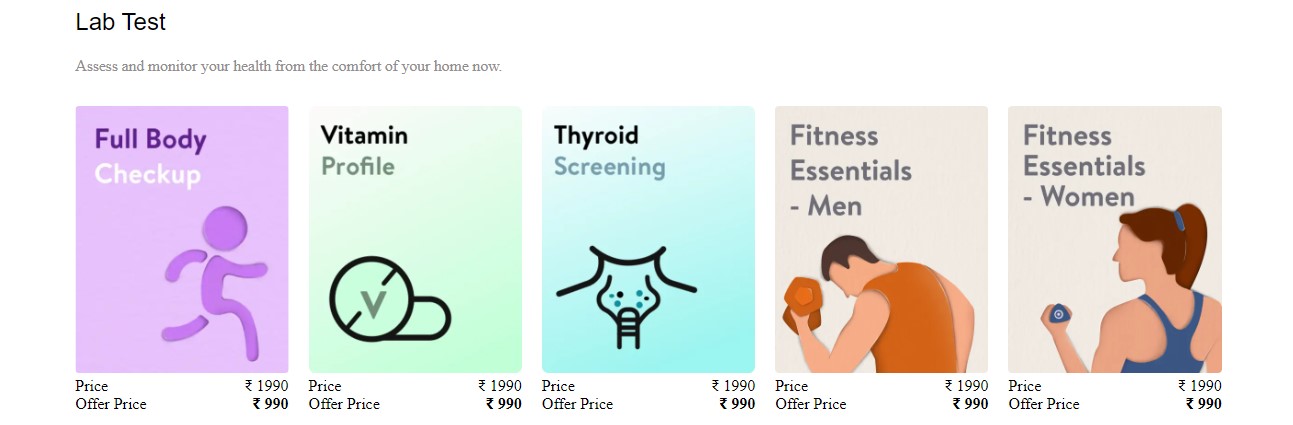 Lab Test
Assess and monitor your health from the comfort of your home now.
Full Body
Checkup
Vitamin
Profile
V
Thyroid
Screening
Fitness
Essentials
- Men
Fitness
Essentials
- Women
Price ₹ 1990
Offer Price ₹ 990
Price ₹ 1990
Offer Price ₹ 990
Price ₹ 1990
Offer Price ₹ 990
Price ₹ 1990
Offer Price ₹ 990
Price ₹ 1990
Offer Price ₹ 990